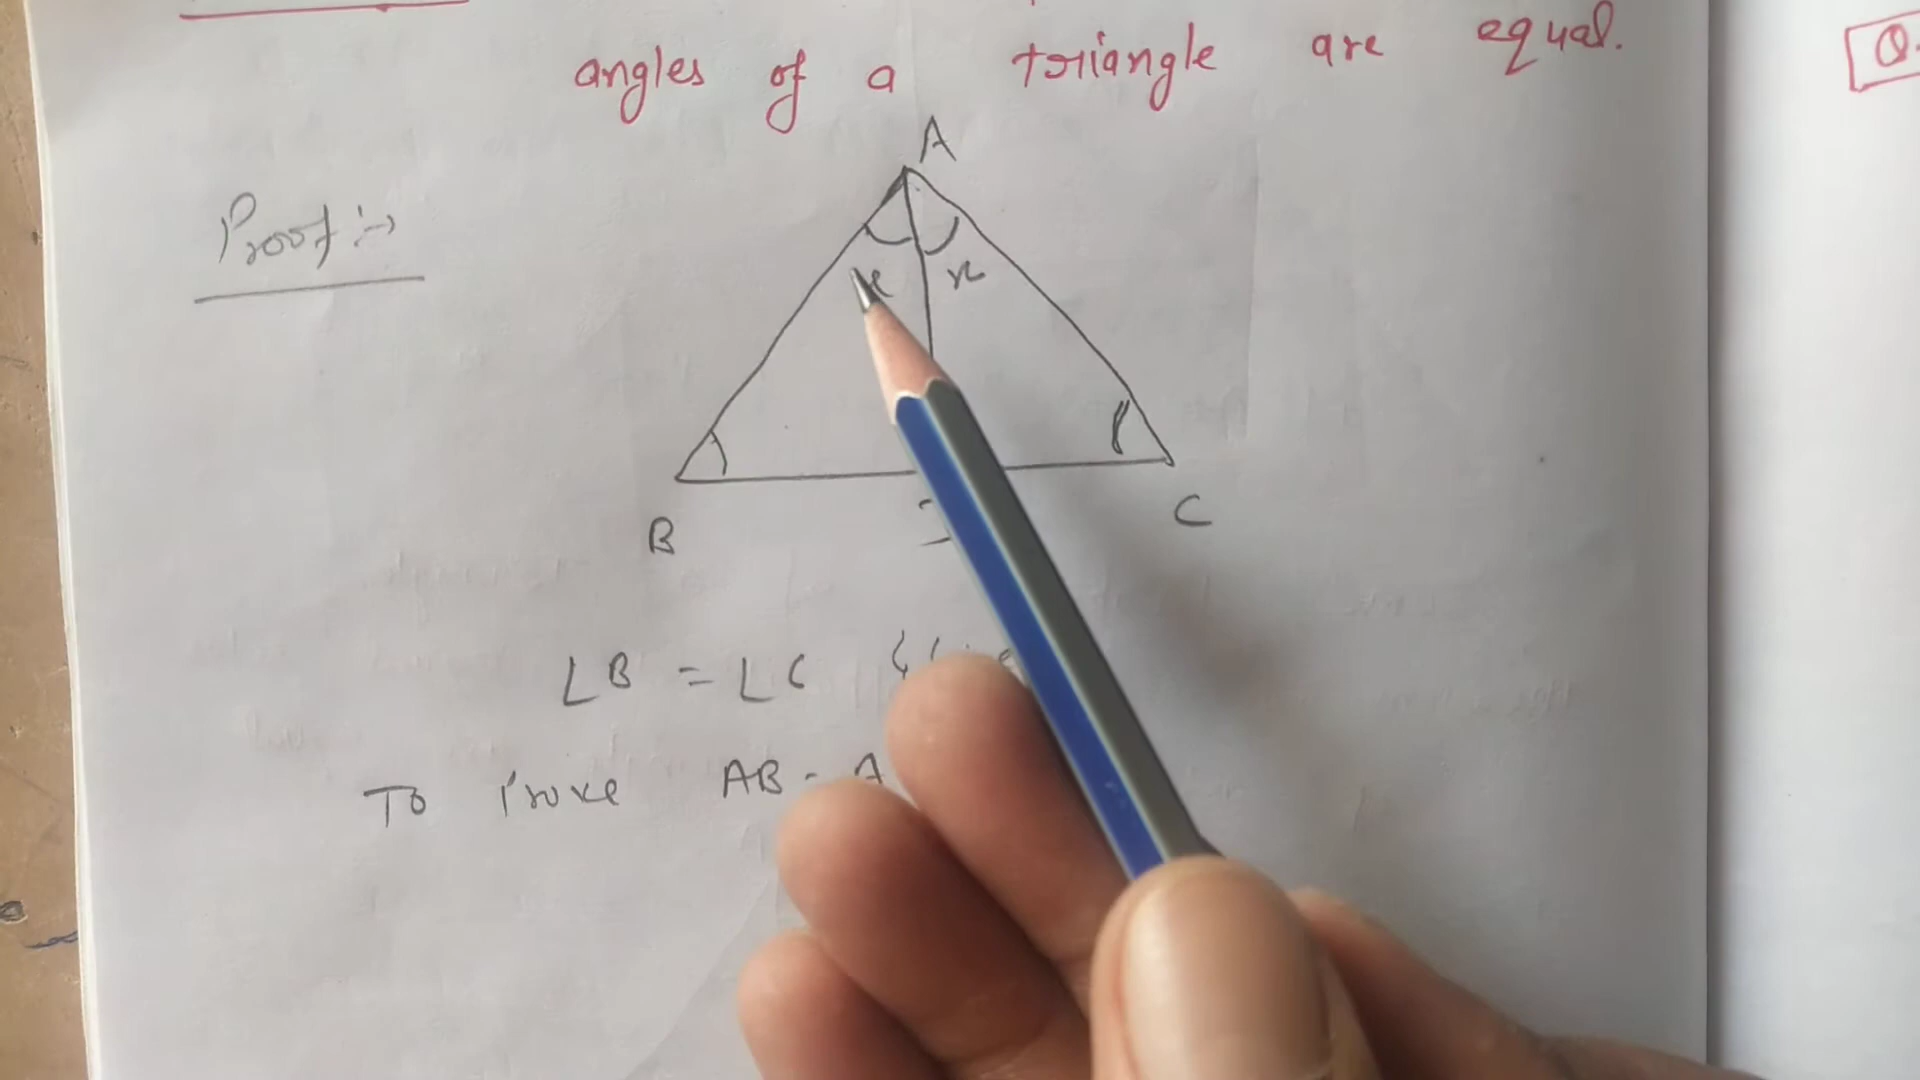 angles of a triangle are equal.
Q.
A
Proof :->
x x
B C
∠B = ∠C
To Prove AB = A